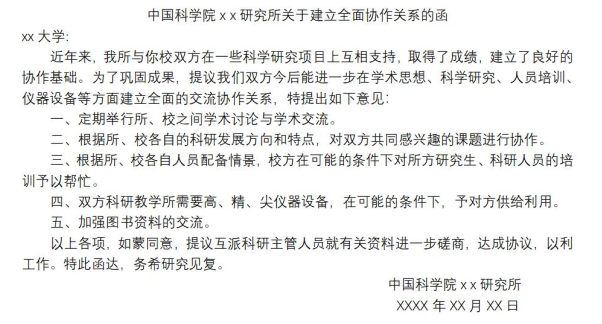 中国科学院 x x 研究所关于建立全面协作关系的函
xx 大学:
近年来，我所与你校双方在一些科学研究项目上互相支持，取得了成绩，建立了良好的
协作基础。为了巩固成果，提议我们双方今后能进一步在学术思想、科学研究、人员培训、
仪器设备等方面建立全面的交流协作关系，特提出如下意见：
一、定期举行所、校之间学术讨论与学术交流。
二、根据所、校各自的科研发展方向和特点，对双方共同感兴趣的课题进行协作。
三、根据所、校各自人员配备情景，校方在可能的条件下对所方研究生、科研人员的培
训予以帮忙。
四、双方科研教学所需要高、精、尖仪器设备，在可能的条件下，予对方供给利用。
五、加强图书资料的交流。
以上各项，如蒙同意，提议互派科研主管人员就有关资料进一步磋商，达成协议，以利
工作。特此函达，务希研究见复。
中国科学院 x x 研究所
XXXX 年 XX 月 XX 日